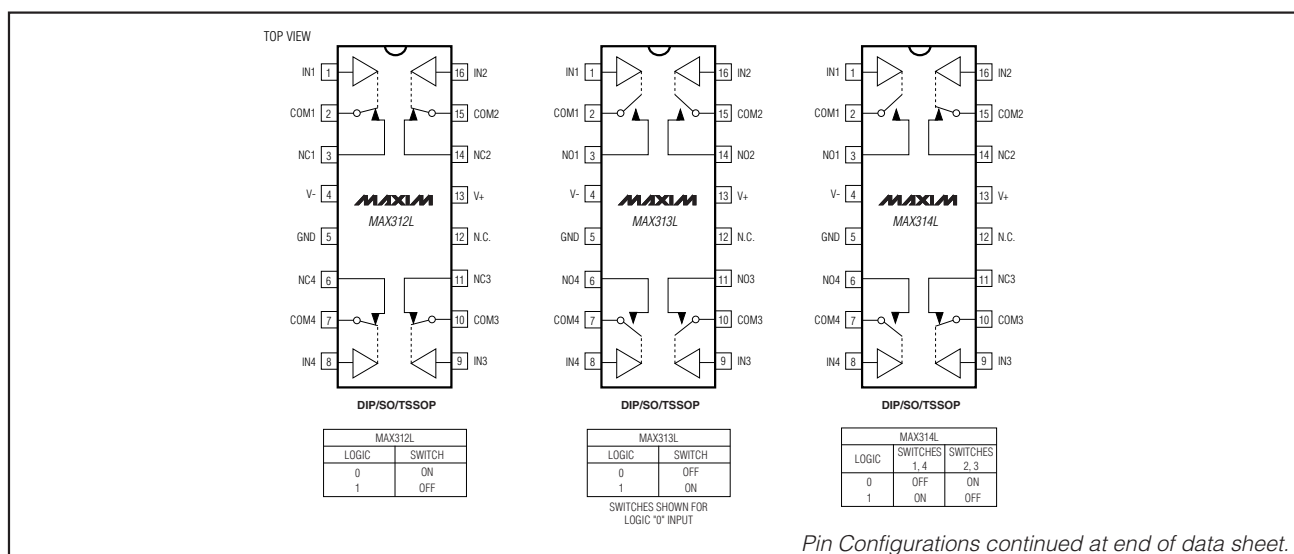 TOP VIEW
IN1 1
16 IN2
COM1 2
15 COM2
NC1 3
14 NC2
V- 4
13 V+
MAXIM
MAX312L
GND 5
12 N.C.
NC4 6
11 NC3
COM4 7
10 COM3
IN4 8
9 IN3
DIP/SO/TSSOP
MAX312L
LOGIC SWITCH
0 ON
1 OFF
IN1 1
16 IN2
COM1 2
15 COM2
NO1 3
14 NO2
V- 4
13 V+
MAXIM
MAX313L
GND 5
12 N.C.
NO4 6
11 NO3
COM4 7
10 COM3
IN4 8
9 IN3
DIP/SO/TSSOP
MAX313L
LOGIC SWITCH
0 OFF
1 ON
SWITCHES SHOWN FOR
LOGIC "0" INPUT
IN1 1
16 IN2
COM1 2
15 COM2
NO1 3
14 NC2
V- 4
13 V+
MAXIM
MAX314L
GND 5
12 N.C.
NO4 6
11 NC3
COM4 7
10 COM3
IN4 8
9 IN3
DIP/SO/TSSOP
MAX314L
LOGIC SWITCHES 1, 4 SWITCHES 2, 3
0 OFF ON
1 ON OFF
Pin Configurations continued at end of data sheet.